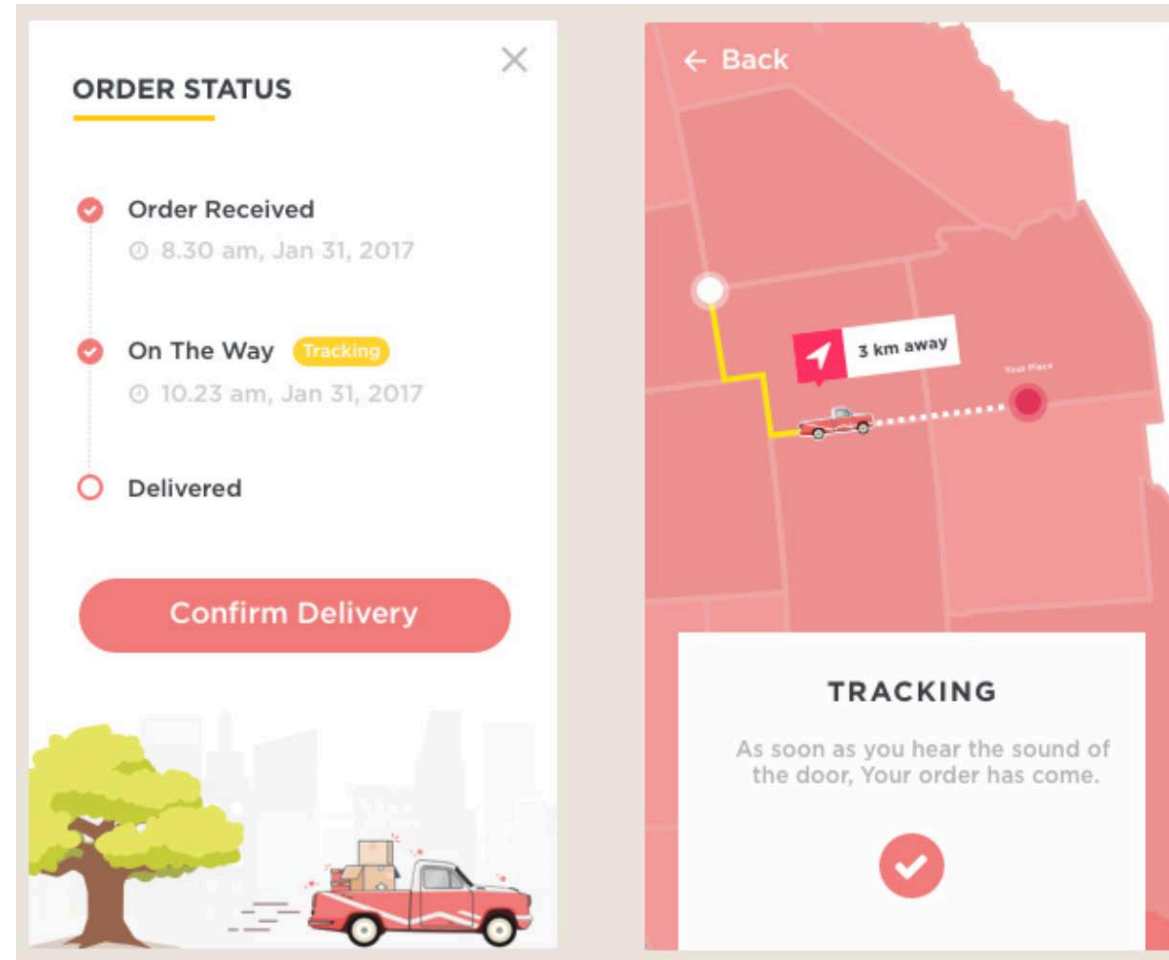 ORDER STATUS
Order Received
8.30 am, Jan 31, 2017
On The Way Tracking
10.23 am, Jan 31, 2017
Delivered
Confirm Delivery
← Back
3 km away
Your Place
TRACKING
As soon as you hear the sound of
the door, Your order has come.